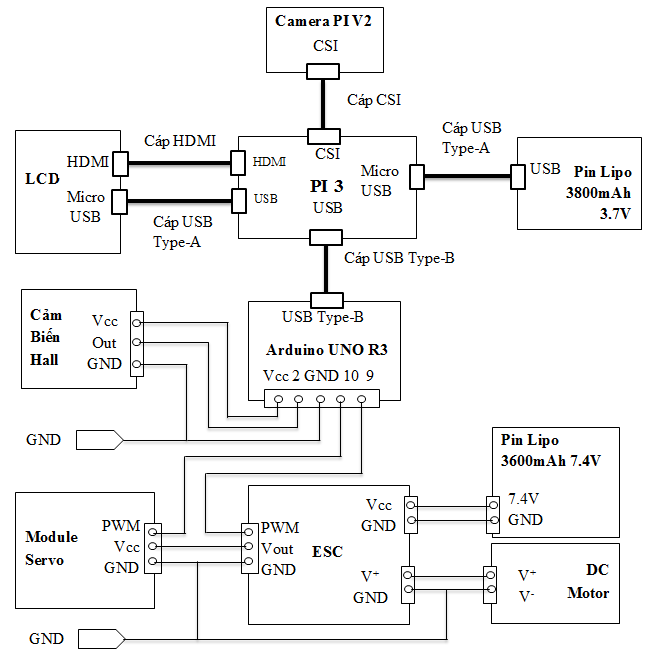 Camera PI V2
CSI
Cáp CSI
Cáp HDMI
Cáp USB
Type-A
LCD
HDMI
Micro
USB
Cáp USB
Type-A
HDMI
CSI
Micro
USB
PI 3
USB
USB
USB
Pin Lipo
3800mAh
3.7V
Cáp USB Type-B
USB Type-B
Arduino UNO R3
Vcc 2 GND 10 9
Cảm
Biến
Hall
Vcc
Out
GND
GND
Pin Lipo
3600mAh 7.4V
7.4V
GND
Module
Servo
PWM
Vcc
GND
PWM
Vout
GND
ESC
Vcc
GND
V+
GND
V+
V-
DC
Motor
GND